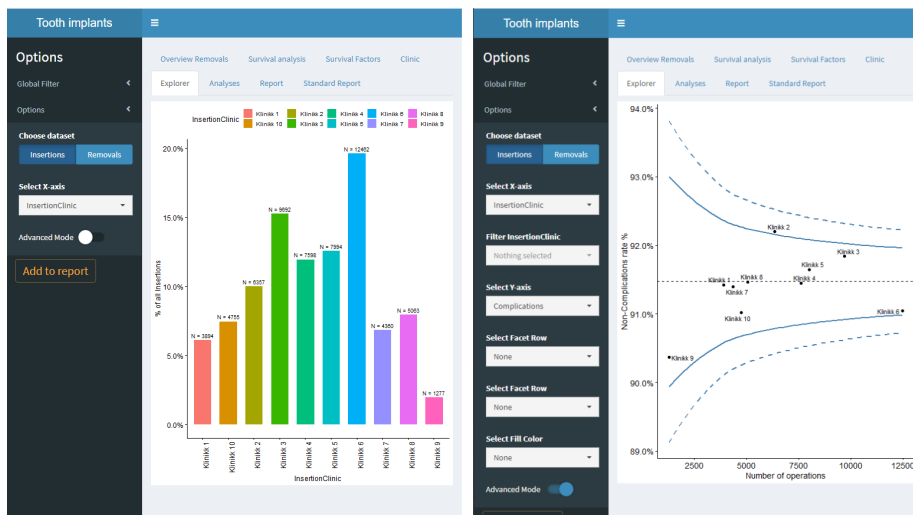 Tooth implants
Options
Global Filter
Options
Choose dataset
Insertions Removals
Select X-axis
InsertionClinic
Advanced Mode
Add to report
Overview Removals Survival analysis Survival Factors Clinic
Explorer Analyses Report Standard Report
InsertionClinic
Klinikk 1 Klinikk 2 Klinikk 4 Klinikk 6 Klinikk 8
Klinikk 10 Klinikk 3 Klinikk 5 Klinikk 7 Klinikk 9
% of all Insertions
20.0%
15.0%
10.0%
5.0%
0.0%
N = 3894
N = 4755
N = 6357
N = 9692
N = 7598
N = 7994
N = 12462
N = 4360
N = 5063
N = 1277
Klinikk 1
Klinikk 10
Klinikk 2
Klinikk 3
Klinikk 4
Klinikk 5
Klinikk 6
Klinikk 7
Klinikk 8
Klinikk 9
InsertionClinic
Tooth implants
Options
Global Filter
Options
Choose dataset
Insertions Removals
Select X-axis
InsertionClinic
Filter InsertionClinic
Nothing selected
Select Y-axis
Complications
Select Facet Row
None
Select Facet Row
None
Select Fill Color
None
Advanced Mode
Overview Removals Survival analysis Survival Factors Clinic
Explorer Analyses Report Standard Report
Non-Complications rate %
94.0%
93.0%
92.0%
91.0%
90.0%
89.0%
Klinikk 2
Klinikk 3
Klinikk 5
Klinikk 1
Klinikk 8
Klinikk 4
Klinikk 7
Klinikk 10
Klinikk 6
Klinikk 9
2500 5000 7500 10000 12500
Number of operations